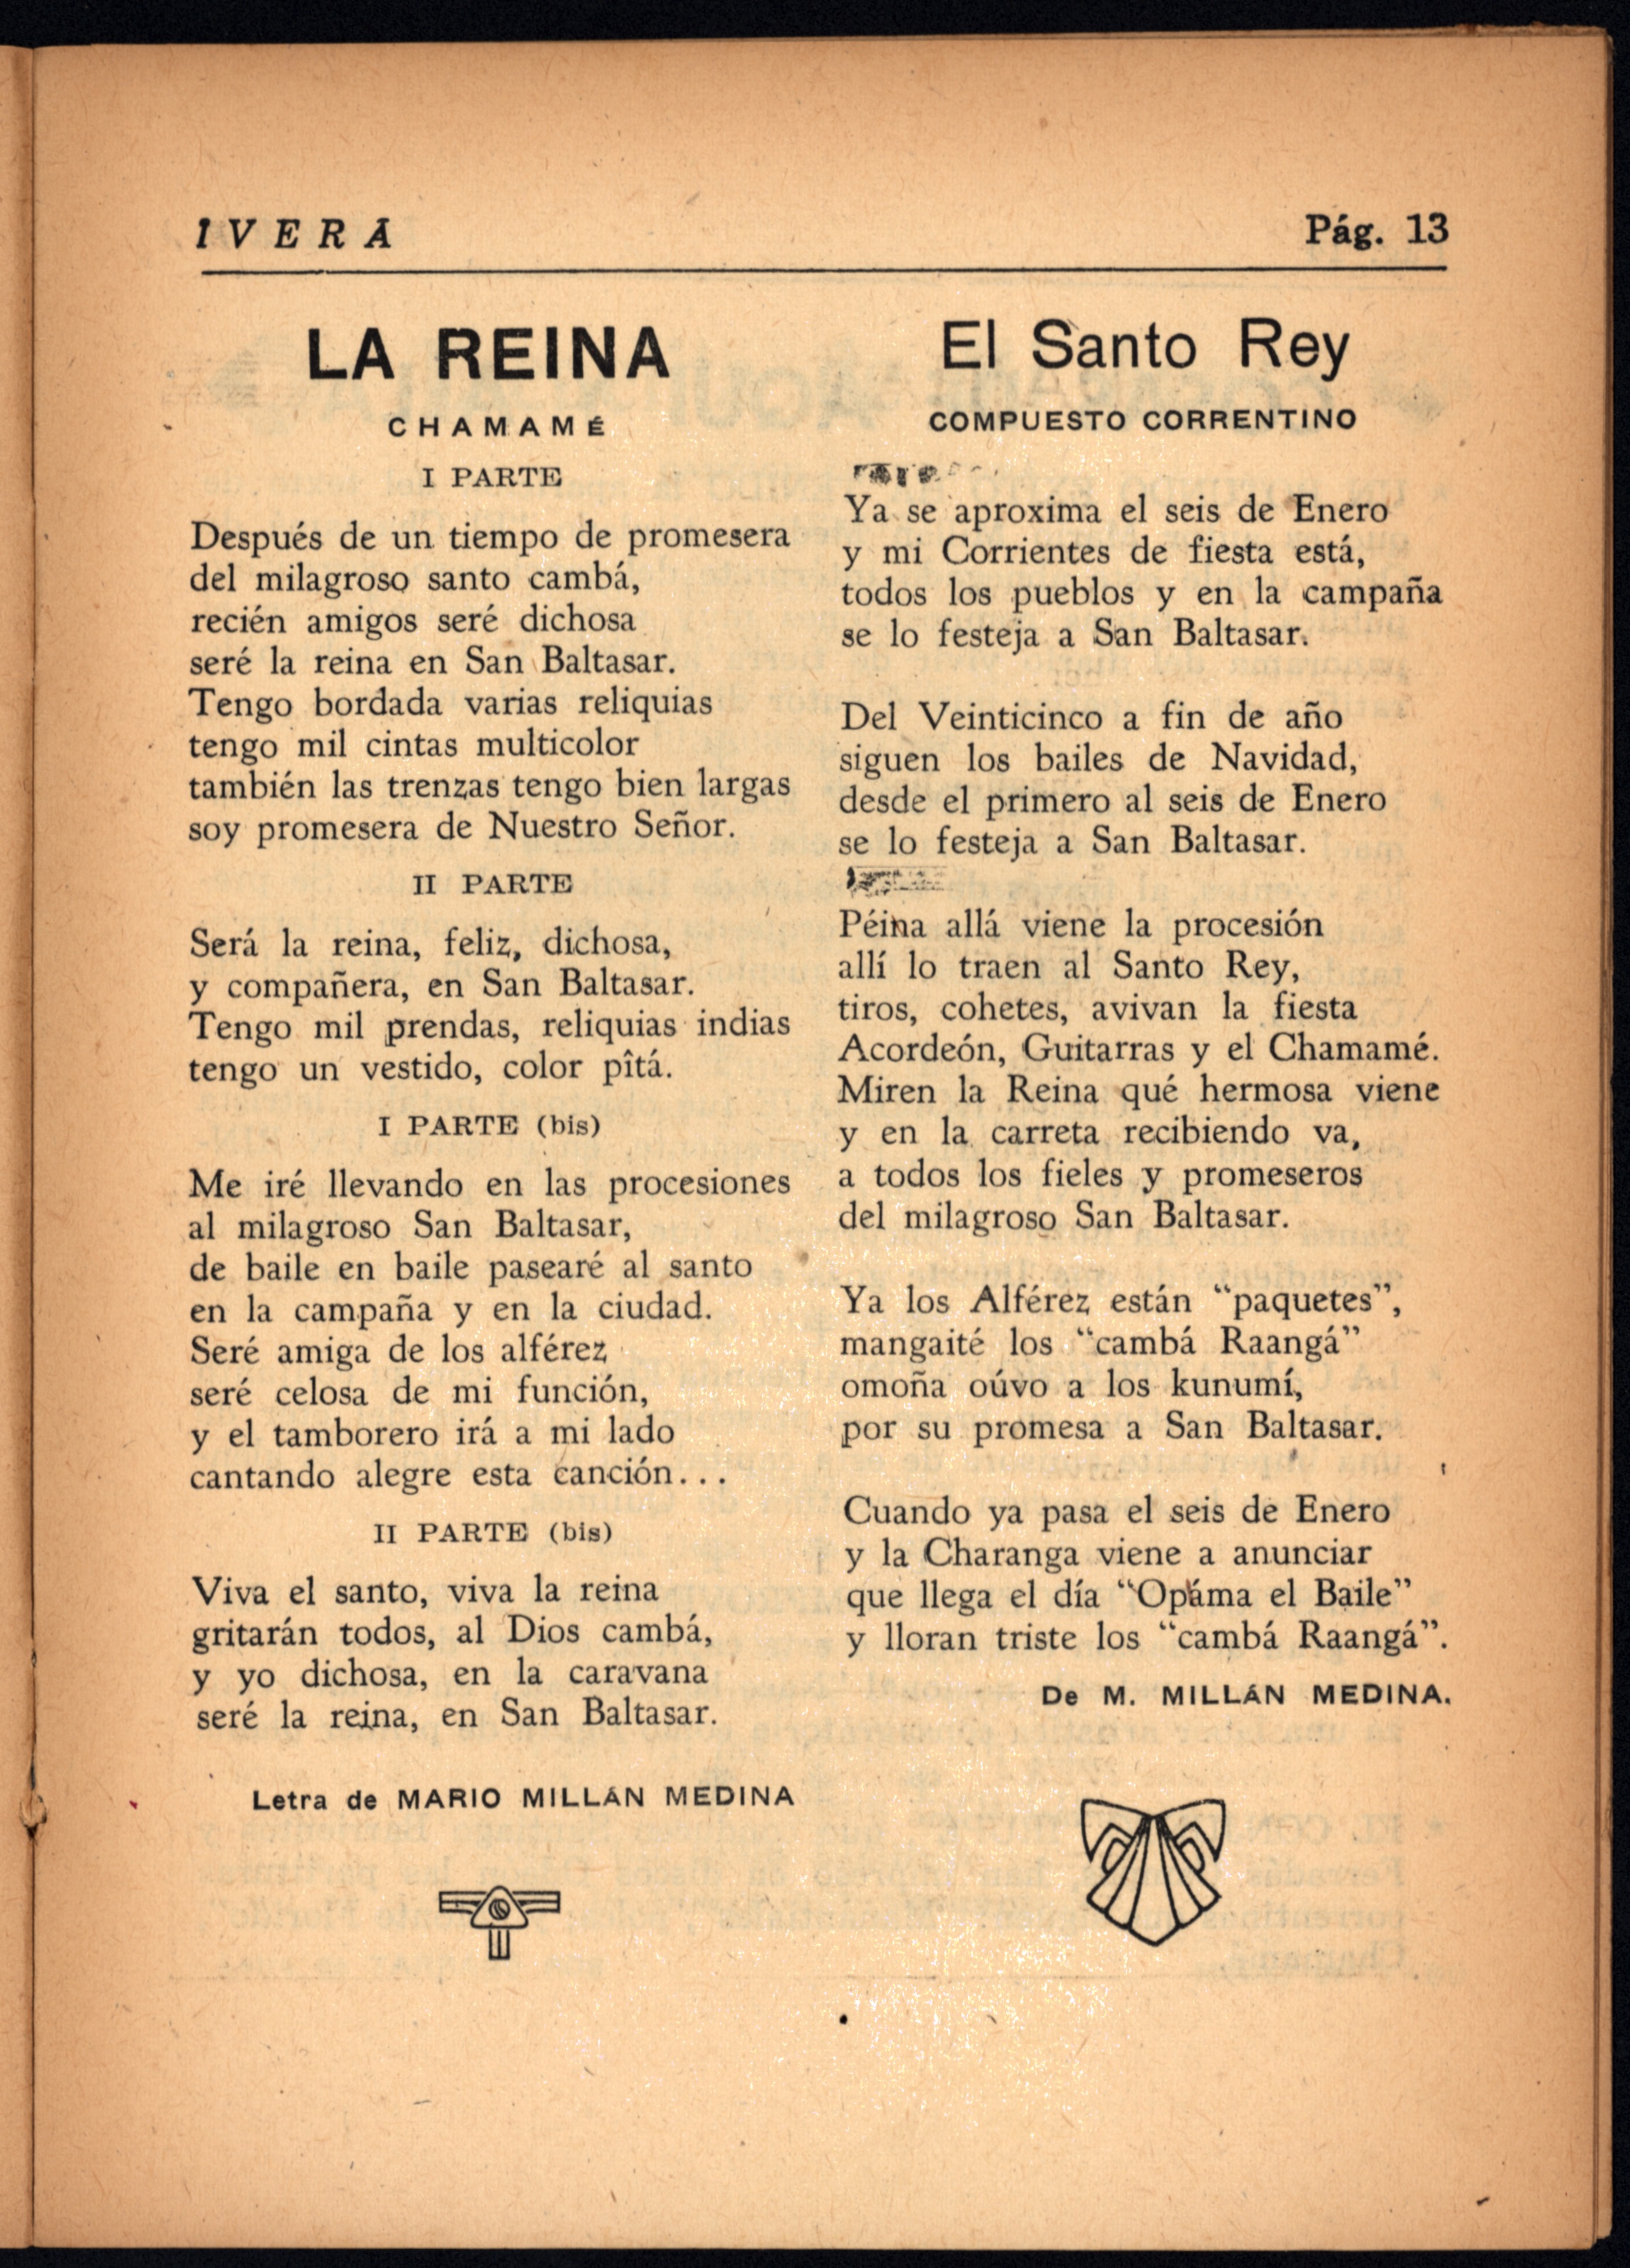 IVERÁ
Pág. 13
LA REINA
CHAMAMÉ
I PARTE
Después de un tiempo de promesera
del milagroso santo cambá,
recién amigos seré dichosa
seré la reina en San Baltasar.
Tengo bordada varias reliquias
tengo mil cintas multicolor
también las trenzas tengo bien largas
soy promesera de Nuestro Señor.
II PARTE
Será la reina, feliz, dichosa,
y compañera, en San Baltasar.
Tengo mil prendas, reliquias indias
tengo un vestido, color pîtá.
I PARTE (bis)
Me iré llevando en las procesiones
al milagroso San Baltasar,
de baile en baile pasearé al santo
en la campaña y en la ciudad.
Seré amiga de los alférez
seré celosa de mi función,
y el tamborero irá a mi lado
cantando alegre esta canción...
II PARTE (bis)
Viva el santo, viva la reina
gritarán todos, al Dios cambá,
y yo dichosa, en la caravana
seré la reina, en San Baltasar.
Letra de MARIO MILLÁN MEDINA
El Santo Rey
COMPUESTO CORRENTINO
Ya se aproxima el seis de Enero
y mi Corrientes de fiesta está,
todos los pueblos y en la campaña
se lo festeja a San Baltasar.
Del Veinticinco a fin de año
siguen los bailes de Navidad,
desde el primero al seis de Enero
se lo festeja a San Baltasar.
Péina allá viene la procesión
allí lo traen al Santo Rey,
tiros, cohetes, avivan la fiesta
Acordeón, Guitarras y el Chamamé.
Miren la Reina qué hermosa viene
y en la carreta recibiendo va,
a todos los fieles y promeseros
del milagroso San Baltasar.
Ya los Alférez están "paquetes",
mangaité los "cambá Raangá"
omoña oúvo a los kunumí,
por su promesa a San Baltasar.
Cuando ya pasa el seis de Enero
y la Charanga viene a anunciar
que llega el día "Opáma el Baile"
y lloran triste los "cambá Raangá".
De M. MILLÁN MEDINA.